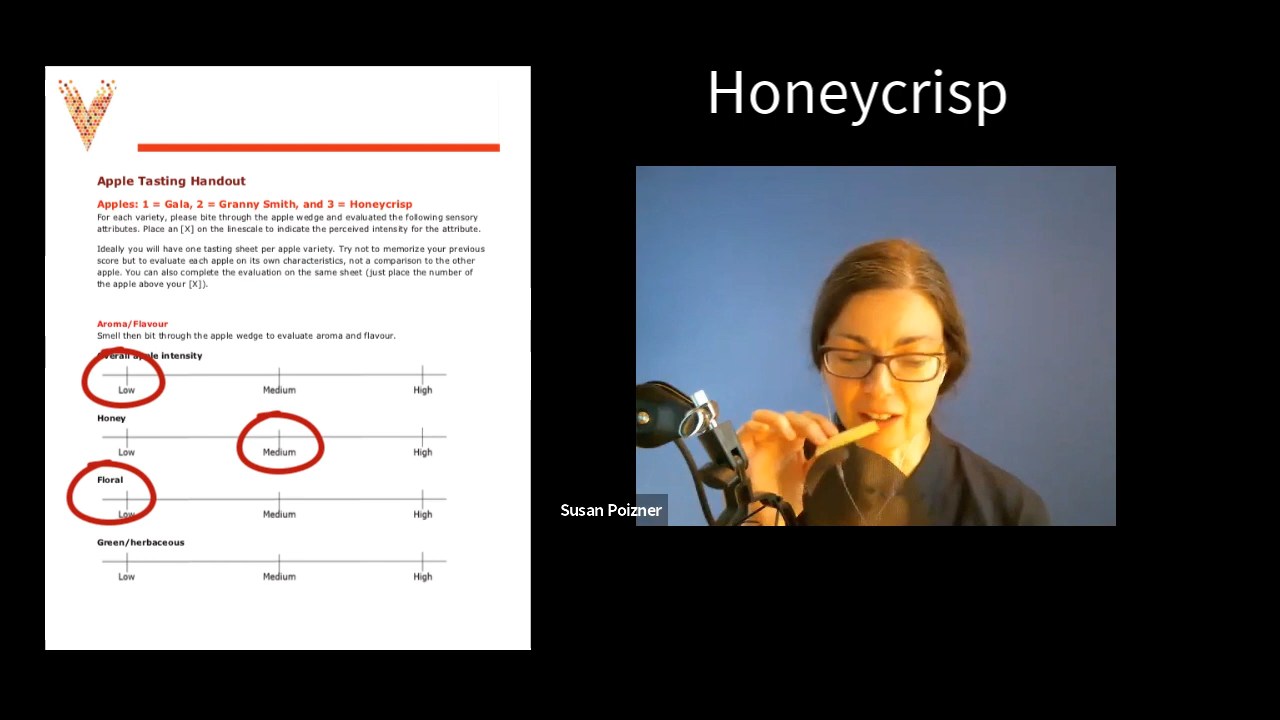 Honeycrisp
Apple Tasting Handout
Apples: 1 = Gala, 2 = Granny Smith, and 3 = Honeycrisp
For each variety, please bite through the apple wedge and evaluated the following sensory
attributes. Place an [X] on the linescale to indicate the perceived intensity for the attribute.
Ideally you will have one tasting sheet per apple variety. Try not to memorize your previous
score but to evaluate each apple on its own characteristics, not a comparison to the other
apple. You can also complete the evaluation on the same sheet (just place the number of
the apple above your [X]).
Aroma/Flavour
Smell then bit through the apple wedge to evaluate aroma and flavour.
Overall apple intensity
Low Medium High
Honey
Low Medium High
Floral
Low Medium High
Green/herbaceous
Low Medium High
Susan Poizner